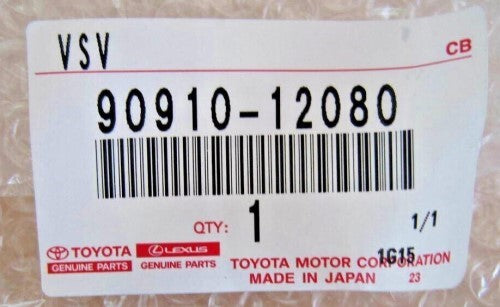 VSV
CB
90910-12080
QTY: 1
1/1
TOYOTA LEXUS
GENUINE PARTS GENUINE PARTS
1G15
TOYOTA MOTOR CORPORATION
MADE IN JAPAN 23